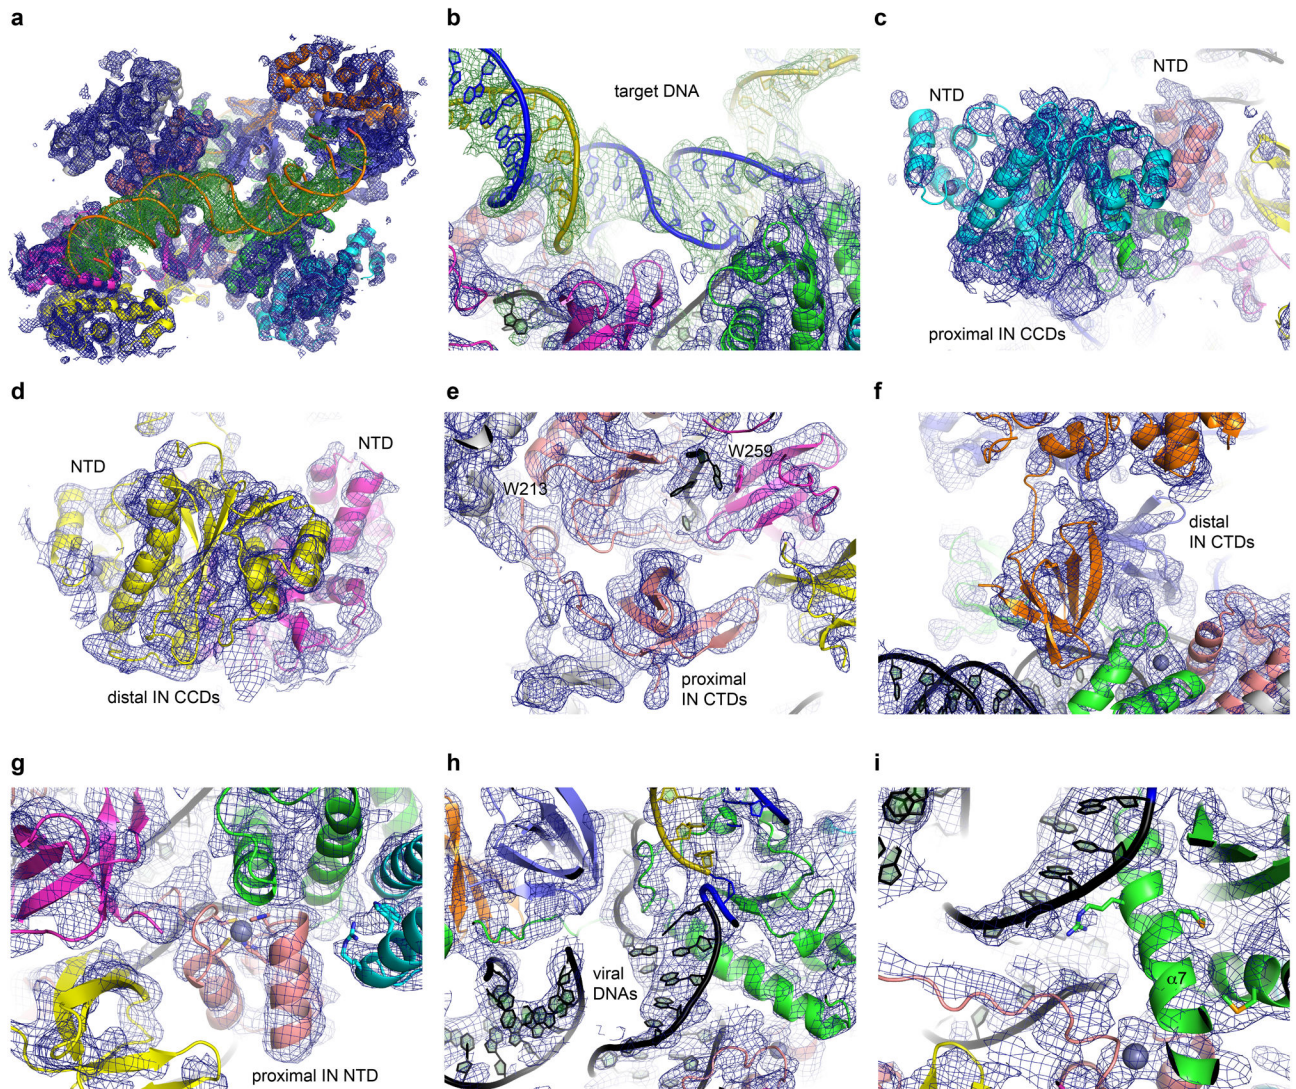 a
b
target DNA
c
NTD
NTD
proximal IN CCDs
d
NTD
NTD
distal IN CCDs
e
W259
W213
proximal
IN CTDs
f
distal
IN CTDs
g
proximal IN NTD
h
viral
DNAs
i
α7